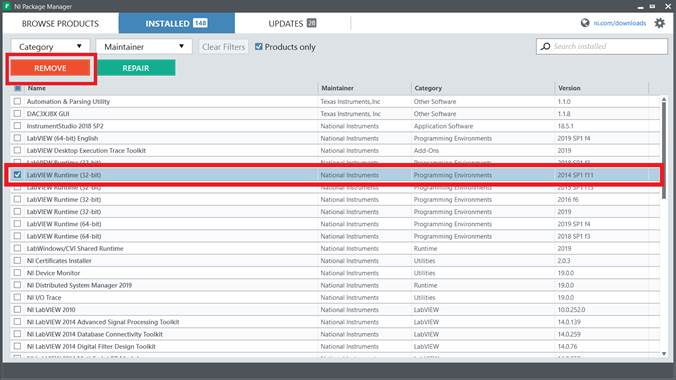 NI Package Manager
BROWSE PRODUCTS INSTALLED 148 UPDATES 28 ni.com/downloads
Category Maintainer Clear Filters Products only Search installed
REMOVE REPAIR
Name Maintainer Category Version
Automation & Parsing Utility Texas Instruments,Inc Other Software 1.1.0
DAC3XJ8X GUI Texas Instruments,Inc Other Software 1.1.8
InstrumentStudio 2018 SP2 National Instruments Application Software 18.5.1
LabVIEW (64-bit) English National Instruments Programming Environments 2019 SP1 f4
LabVIEW Desktop Execution Trace Toolkit National Instruments Add-Ons 2019
LabVIEW Runtime (32-bit) National Instruments Programming Environments
LabVIEW Runtime (32-bit) National Instruments Programming Environments 2014 SP1 f11
LabVIEW Runtime (32-bit) National Instruments Programming Environments 2015 SP1
LabVIEW Runtime (32-bit) National Instruments Programming Environments 2016 f6
LabVIEW Runtime (32-bit) National Instruments Programming Environments 2019
LabVIEW Runtime (64-bit) National Instruments Programming Environments 2019 SP1 f4
LabVIEW Runtime (64-bit) National Instruments Programming Environments 2018 SP1 f3
LabWindows/CVI Shared Runtime National Instruments Runtime 2019
NI Certificates Installer National Instruments Utilities 2.0.3
NI Device Monitor National Instruments Utilities 19.0.0
NI Distributed System Manager 2019 National Instruments Runtime 19.0.0
NI I/O Trace National Instruments Utilities 19.0.0
NI LabVIEW 2010 National Instruments LabVIEW 10.0.252.0
NI LabVIEW 2014 Advanced Signal Processing Toolkit National Instruments LabVIEW 14.0.139
NI LabVIEW 2014 Database Connectivity Toolkit National Instruments LabVIEW 14.0.259
NI LabVIEW 2014 Digital Filter Design Toolkit National Instruments LabVIEW 14.0.76